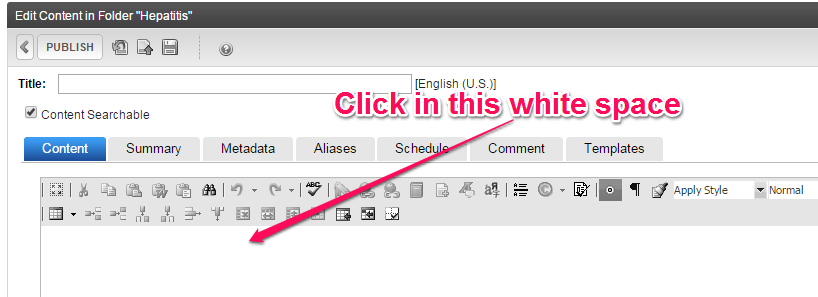 Edit Content in Folder "Hepatitis"
PUBLISH
Title: [English (U.S.)]
Click in this white space
Content Searchable
Content Summary Metadata Aliases Schedule Comment Templates
ABC Apply Style Normal